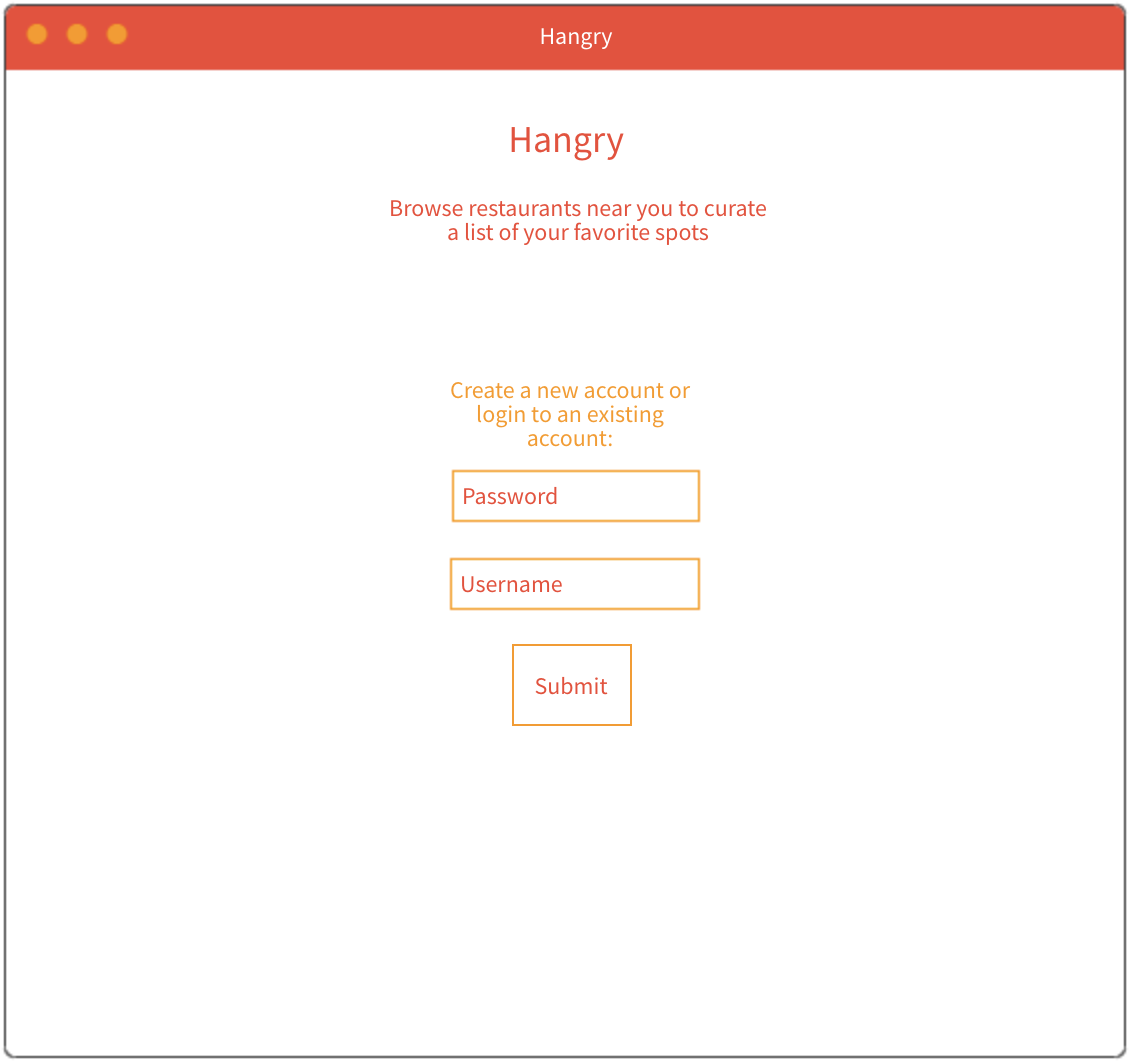 Hangry
Hangry
Browse restaurants near you to curate
a list of your favorite spots
Create a new account or
login to an existing
account:
Password
Username
Submit